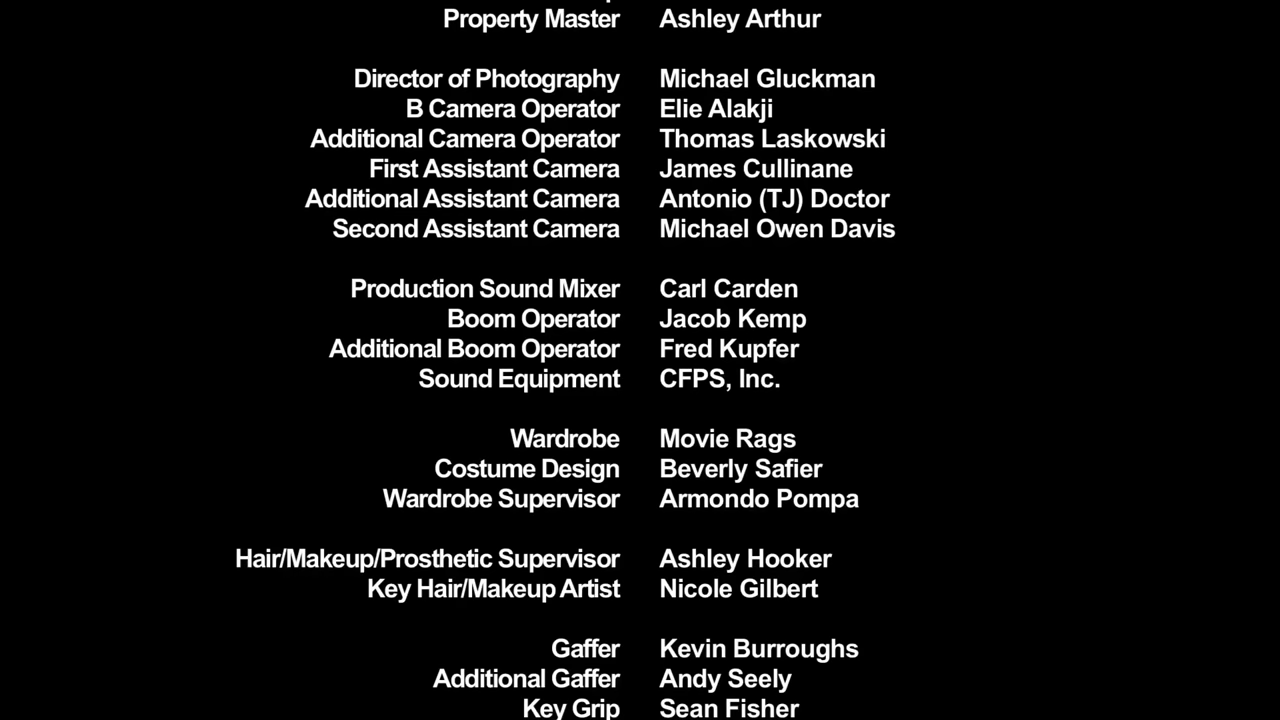 Property Master Ashley Arthur
Director of Photography Michael Gluckman
B Camera Operator Elie Alakji
Additional Camera Operator Thomas Laskowski
First Assistant Camera James Cullinane
Additional Assistant Camera Antonio (TJ) Doctor
Second Assistant Camera Michael Owen Davis
Production Sound Mixer Carl Carden
Boom Operator Jacob Kemp
Additional Boom Operator Fred Kupfer
Sound Equipment CFPS, Inc.
Wardrobe Movie Rags
Costume Design Beverly Safier
Wardrobe Supervisor Armondo Pompa
Hair/Makeup/Prosthetic Supervisor Ashley Hooker
Key Hair/Makeup Artist Nicole Gilbert
Gaffer Kevin Burroughs
Additional Gaffer Andy Seely
Key Grip Sean Fisher